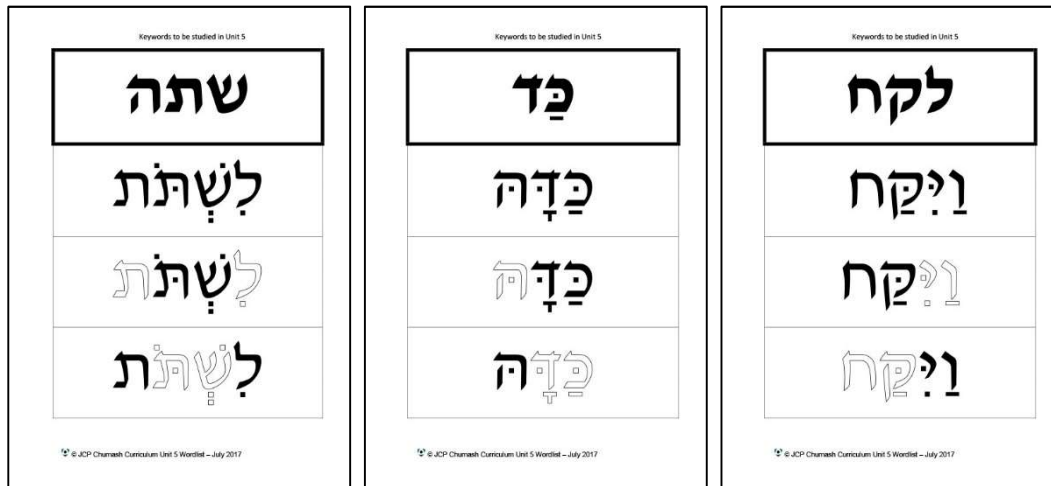 Keywords to be studied in Unit 5
שתה
לִשְׁתֹּת
לִשְׁתֹּת
לִשְׁתֹּת
© JCP Chumash Curriculum Unit 5 Wordlist – July 2017
Keywords to be studied in Unit 5
כַּד
כַּדָּהּ
כַּדָּהּ
כַּדָּהּ
© JCP Chumash Curriculum Unit 5 Wordlist – July 2017
Keywords to be studied in Unit 5
לקח
וַיִּקַּח
וַיִּקַּח
וַיִּקַּח
© JCP Chumash Curriculum Unit 5 Wordlist – July 2017